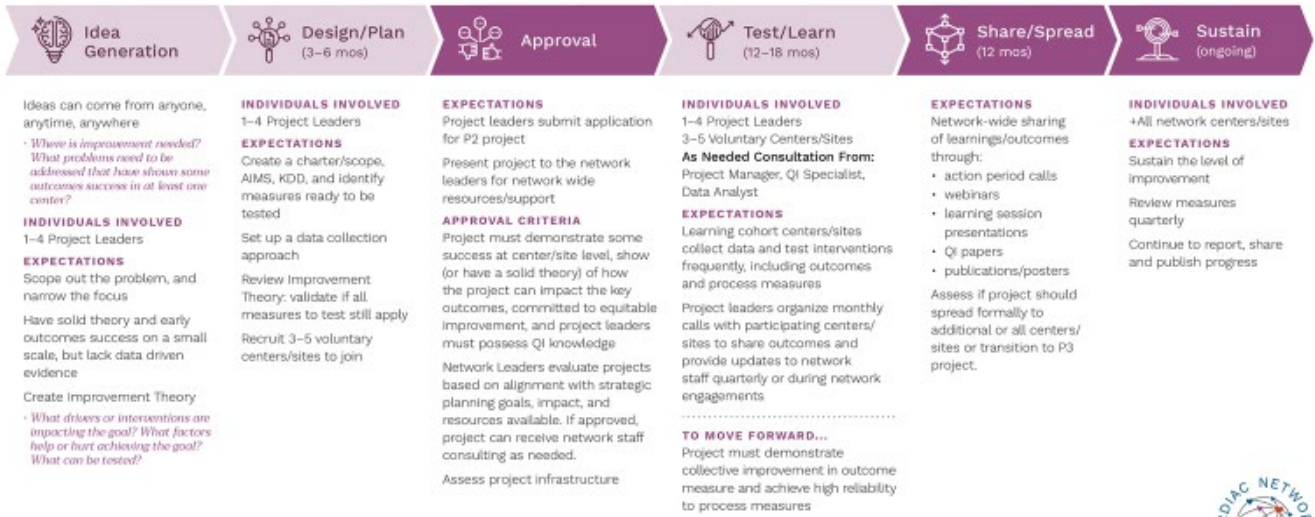 Idea
Generation
Design/Plan
(3–6 mos)
Approval
Test/Learn
(12–18 mos)
Share/Spread
(12 mos)
Sustain
(ongoing)
Ideas can come from anyone,
anytime, anywhere
· Where is improvement needed?
What problems need to be
addressed that have shown some
outcomes success in at least one
center?
INDIVIDUALS INVOLVED
1–4 Project Leaders
EXPECTATIONS
Scope out the problem, and
narrow the focus
Have solid theory and early
outcomes success on a small
scale, but lack data driven
evidence
Create Improvement Theory
· What drivers or interventions are
impacting the goal? What factors
help or hurt achieving the goal?
What can be tested?
INDIVIDUALS INVOLVED
1–4 Project Leaders
EXPECTATIONS
Create a charter/scope,
AIMS, KDD, and identify
measures ready to be
tested
Set up a data collection
approach
Review Improvement
Theory: validate if all
measures to test still apply
Recruit 3–5 voluntary
centers/sites to join
EXPECTATIONS
Project leaders submit application
for P2 project
Present project to the network
leaders for network wide
resources/support
APPROVAL CRITERIA
Project must demonstrate some
success at center/site level, show
(or have a solid theory) of how
the project can impact the key
outcomes, committed to equitable
improvement, and project leaders
must possess QI knowledge
Network Leaders evaluate projects
based on alignment with strategic
planning goals, impact, and
resources available. If approved,
project can receive network staff
consulting as needed.
Assess project infrastructure
INDIVIDUALS INVOLVED
1–4 Project Leaders
3–5 Voluntary Centers/Sites
As Needed Consultation From:
Project Manager, QI Specialist,
Data Analyst
EXPECTATIONS
Learning cohort centers/sites
collect data and test interventions
frequently, including outcomes
and process measures
Project leaders organize monthly
calls with participating centers/
sites to share outcomes and
provide updates to network
staff quarterly or during network
engagements
TO MOVE FORWARD...
Project must demonstrate
collective improvement in outcome
measure and achieve high reliability
to process measures
EXPECTATIONS
Network-wide sharing
of learnings/outcomes
through:
• action period calls
• webinars
• learning session
presentations
• QI papers
• publications/posters
Assess if project should
spread formally to
additional or all centers/
sites or transition to P3
project.
INDIVIDUALS INVOLVED
+All network centers/sites
EXPECTATIONS
Sustain the level of
improvement
Review measures
quarterly
Continue to report, share
and publish progress